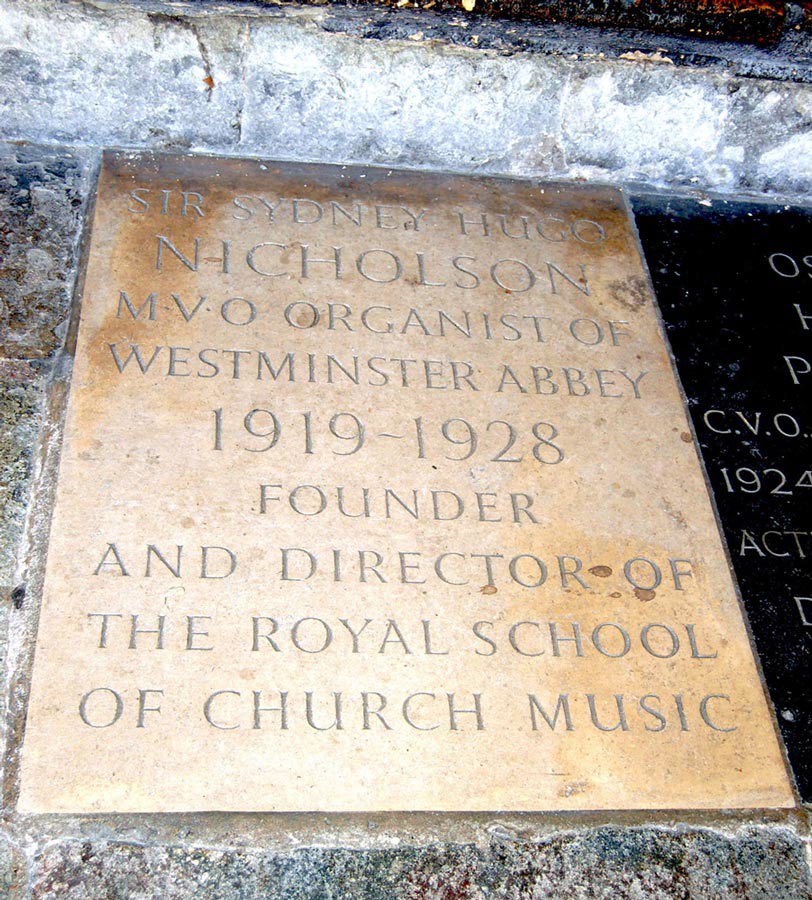 SIR SYDNEY HUGO
NICHOLSON
M·V·O ORGANIST OF
WESTMINSTER ABBEY
1919-1928
FOUNDER
AND DIRECTOR OF
THE ROYAL SCHOOL
OF CHURCH MUSIC
C.V.O.
1924